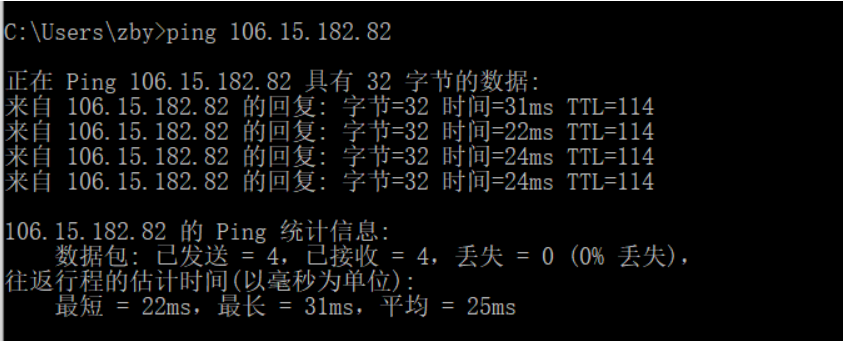 C:\Users\zby>ping 106.15.182.82
正在 Ping 106.15.182.82 具有 32 字节的数据:
来自 106.15.182.82 的回复: 字节=32 时间=31ms TTL=114
来自 106.15.182.82 的回复: 字节=32 时间=22ms TTL=114
来自 106.15.182.82 的回复: 字节=32 时间=24ms TTL=114
来自 106.15.182.82 的回复: 字节=32 时间=24ms TTL=114
106.15.182.82 的 Ping 统计信息:
数据包: 已发送 = 4，已接收 = 4，丢失 = 0 (0% 丢失)，
往返行程的估计时间(以毫秒为单位):
最短 = 22ms，最长 = 31ms，平均 = 25ms